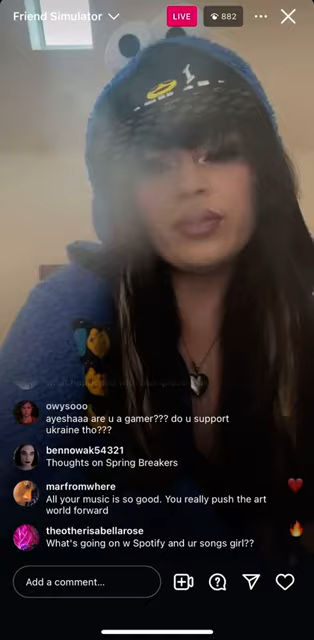 Friend Simulator
LIVE
882
owysooo
ayeshaaa are u a gamer??? do u support
ukraine tho???
bennowak54321
Thoughts on Spring Breakers
marfromwhere
All your music is so good. You really push the art
world forward
theotherisabellarose
What's going on w Spotify and ur songs girl??
Add a comment...